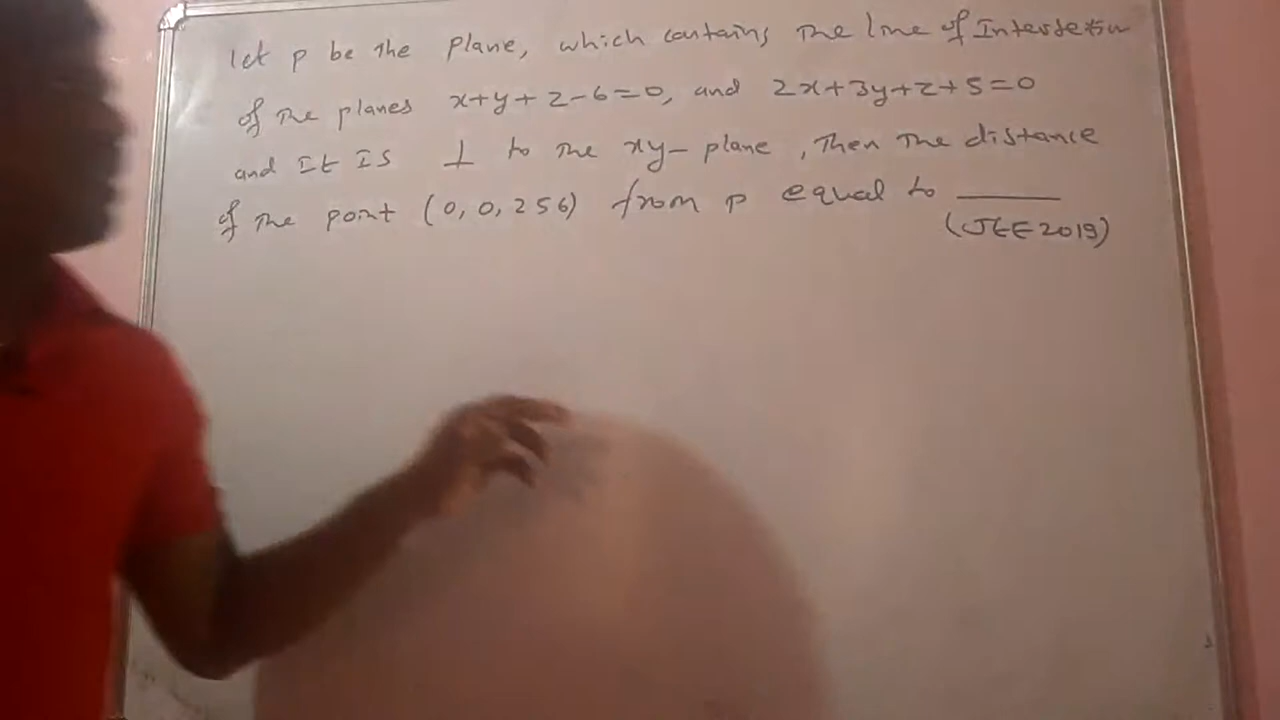 let p be the plane, which contains the line of Intersection
of the planes x+y+z-6=0, and 2x+3y+z+5=0
and It Is ⊥ to the xy-plane, Then the distance
of the point (0,0,256) from p equal to ______
(JEE 2019)